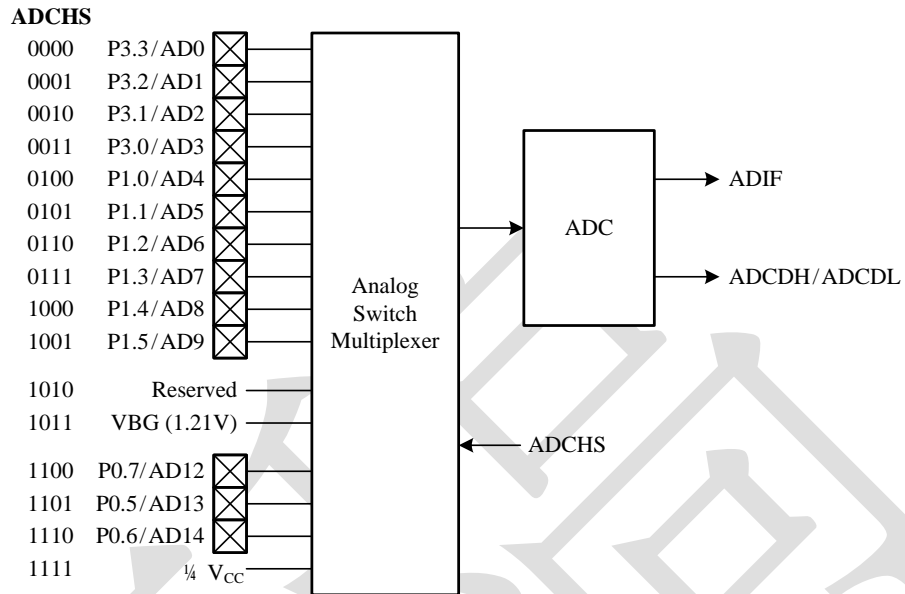 ADCHS
0000 P3.3/AD0
0001 P3.2/AD1
0010 P3.1/AD2
0011 P3.0/AD3
0100 P1.0/AD4
0101 P1.1/AD5
0110 P1.2/AD6
0111 P1.3/AD7
1000 P1.4/AD8
1001 P1.5/AD9
1010 Reserved
1011 VBG (1.21V)
1100 P0.7/AD12
1101 P0.5/AD13
1110 P0.6/AD14
1111 ¼ VCC
Analog
Switch
Multiplexer
ADC
ADIF
ADCDH/ADCDL
ADCHS